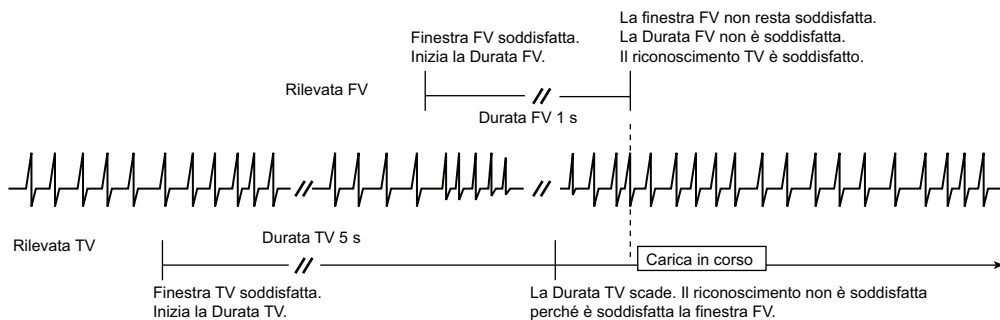 La finestra FV non resta soddisfatta.
La Durata FV non è soddisfatta.
Il riconoscimento TV è soddisfatto.
Finestra FV soddisfatta.
Inizia la Durata FV.
Rilevata FV
Durata FV 1 s
Rilevata TV
Durata TV 5 s
Carica in corso
Finestra TV soddisfatta.
Inizia la Durata TV.
La Durata TV scade. Il riconoscimento non è soddisfatta
perché è soddisfatta la finestra FV.